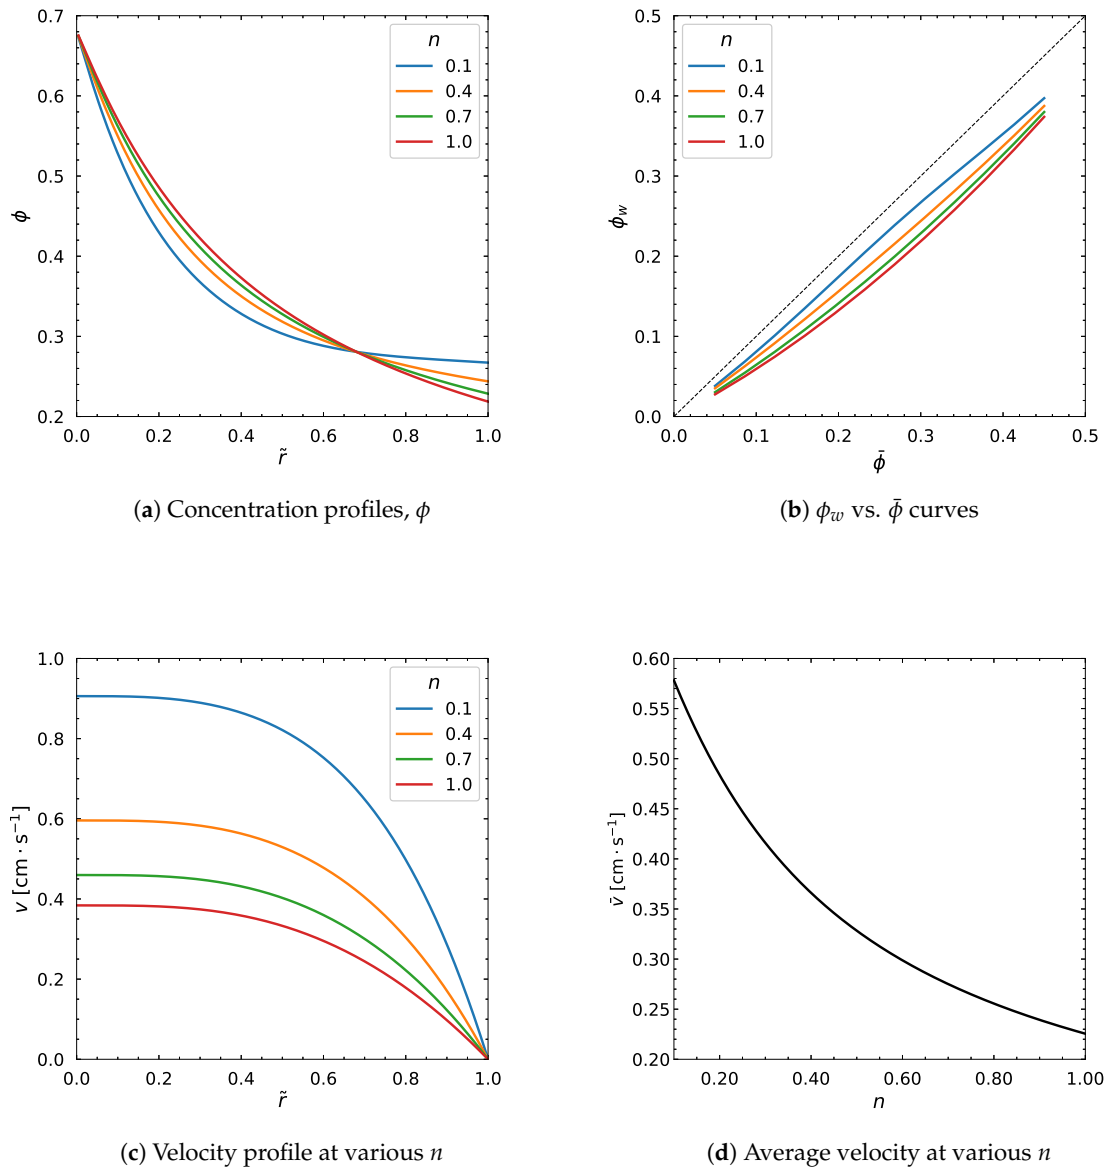 0.7
0.6
0.5
0.4
0.3
0.2
ϕ
0.0 0.2 0.4 0.6 0.8 1.0
r̃
n
0.1
0.4
0.7
1.0
(a) Concentration profiles, ϕ
0.5
0.4
0.3
0.2
0.1
0.0
ϕ_w
0.0 0.1 0.2 0.3 0.4 0.5
ϕ̄
n
0.1
0.4
0.7
1.0
(b) ϕ_w vs. ϕ̄ curves
1.0
0.8
0.6
0.4
0.2
0.0
v [cm · s⁻¹]
0.0 0.2 0.4 0.6 0.8 1.0
r̃
n
0.1
0.4
0.7
1.0
(c) Velocity profile at various n
0.60
0.55
0.50
0.45
0.40
0.35
0.30
0.25
0.20
v̄ [cm · s⁻¹]
0.20 0.40 0.60 0.80 1.00
n
(d) Average velocity at various n